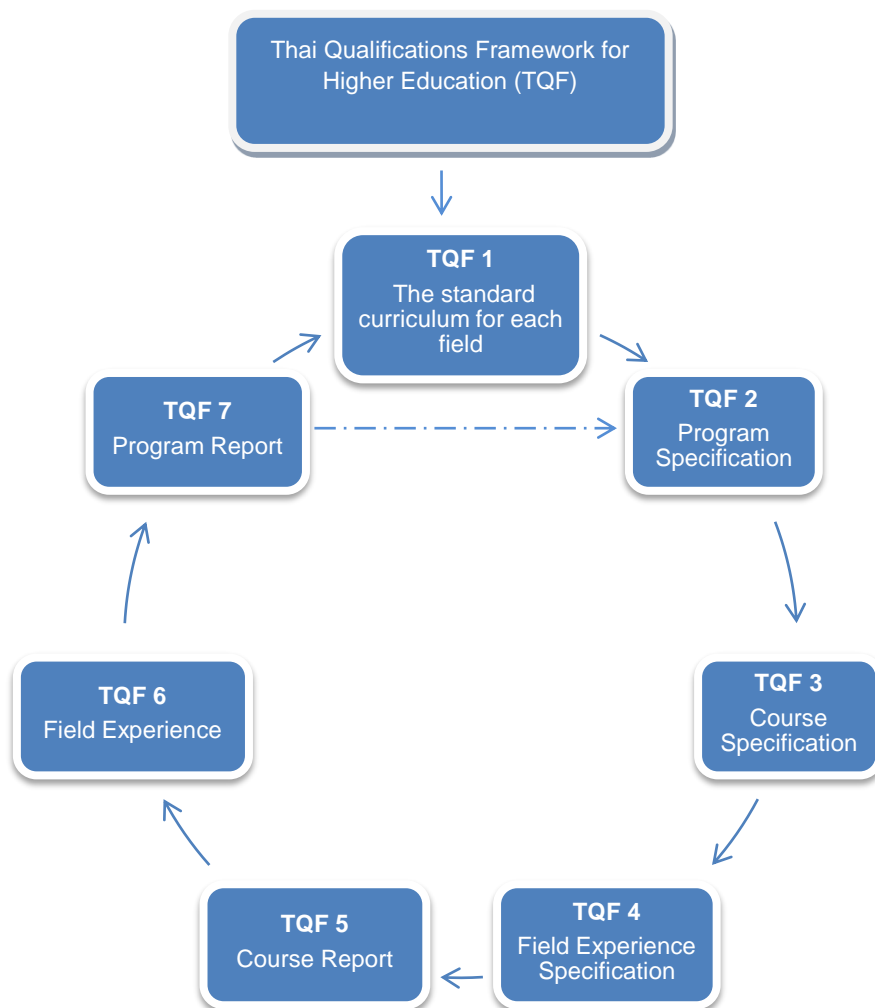 Thai Qualifications Framework for
Higher Education (TQF)
TQF 1
The standard
curriculum for each
field
TQF 2
Program
Specification
TQF 3
Course
Specification
TQF 4
Field Experience
Specification
TQF 5
Course Report
TQF 6
Field Experience
TQF 7
Program Report